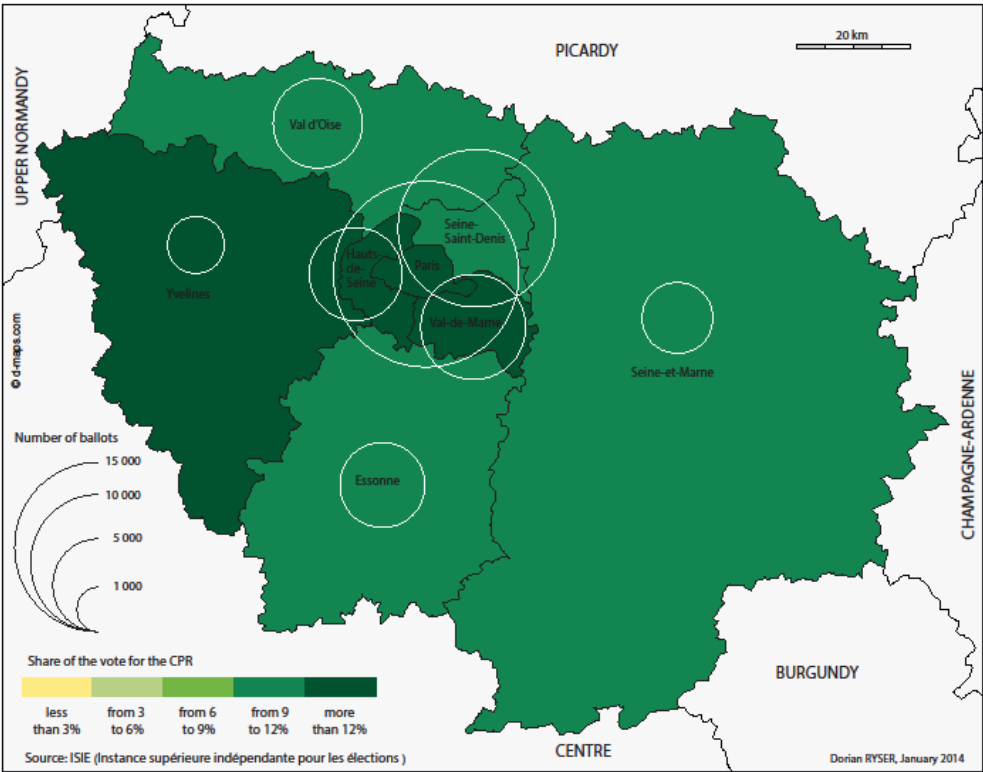 20 km
PICARDY
UPPER NORMANDY
Val d'Oise
Seine-
Saint-Denis
Hauts-
de-
Seine
Paris
Yvelines
Val-de-Marne
Seine-et-Marne
© d-maps.com
CHAMPAGNE-ARDENNE
Number of ballots
15 000
10 000
5 000
1 000
Essonne
Share of the vote for the CPR
less
than 3%
from 3
to 6%
from 6
to 9%
from 9
to 12%
more
than 12%
BURGUNDY
CENTRE
Source: ISIE (Instance supérieure indépendante pour les élections )
Dorian RYSER, January 2014